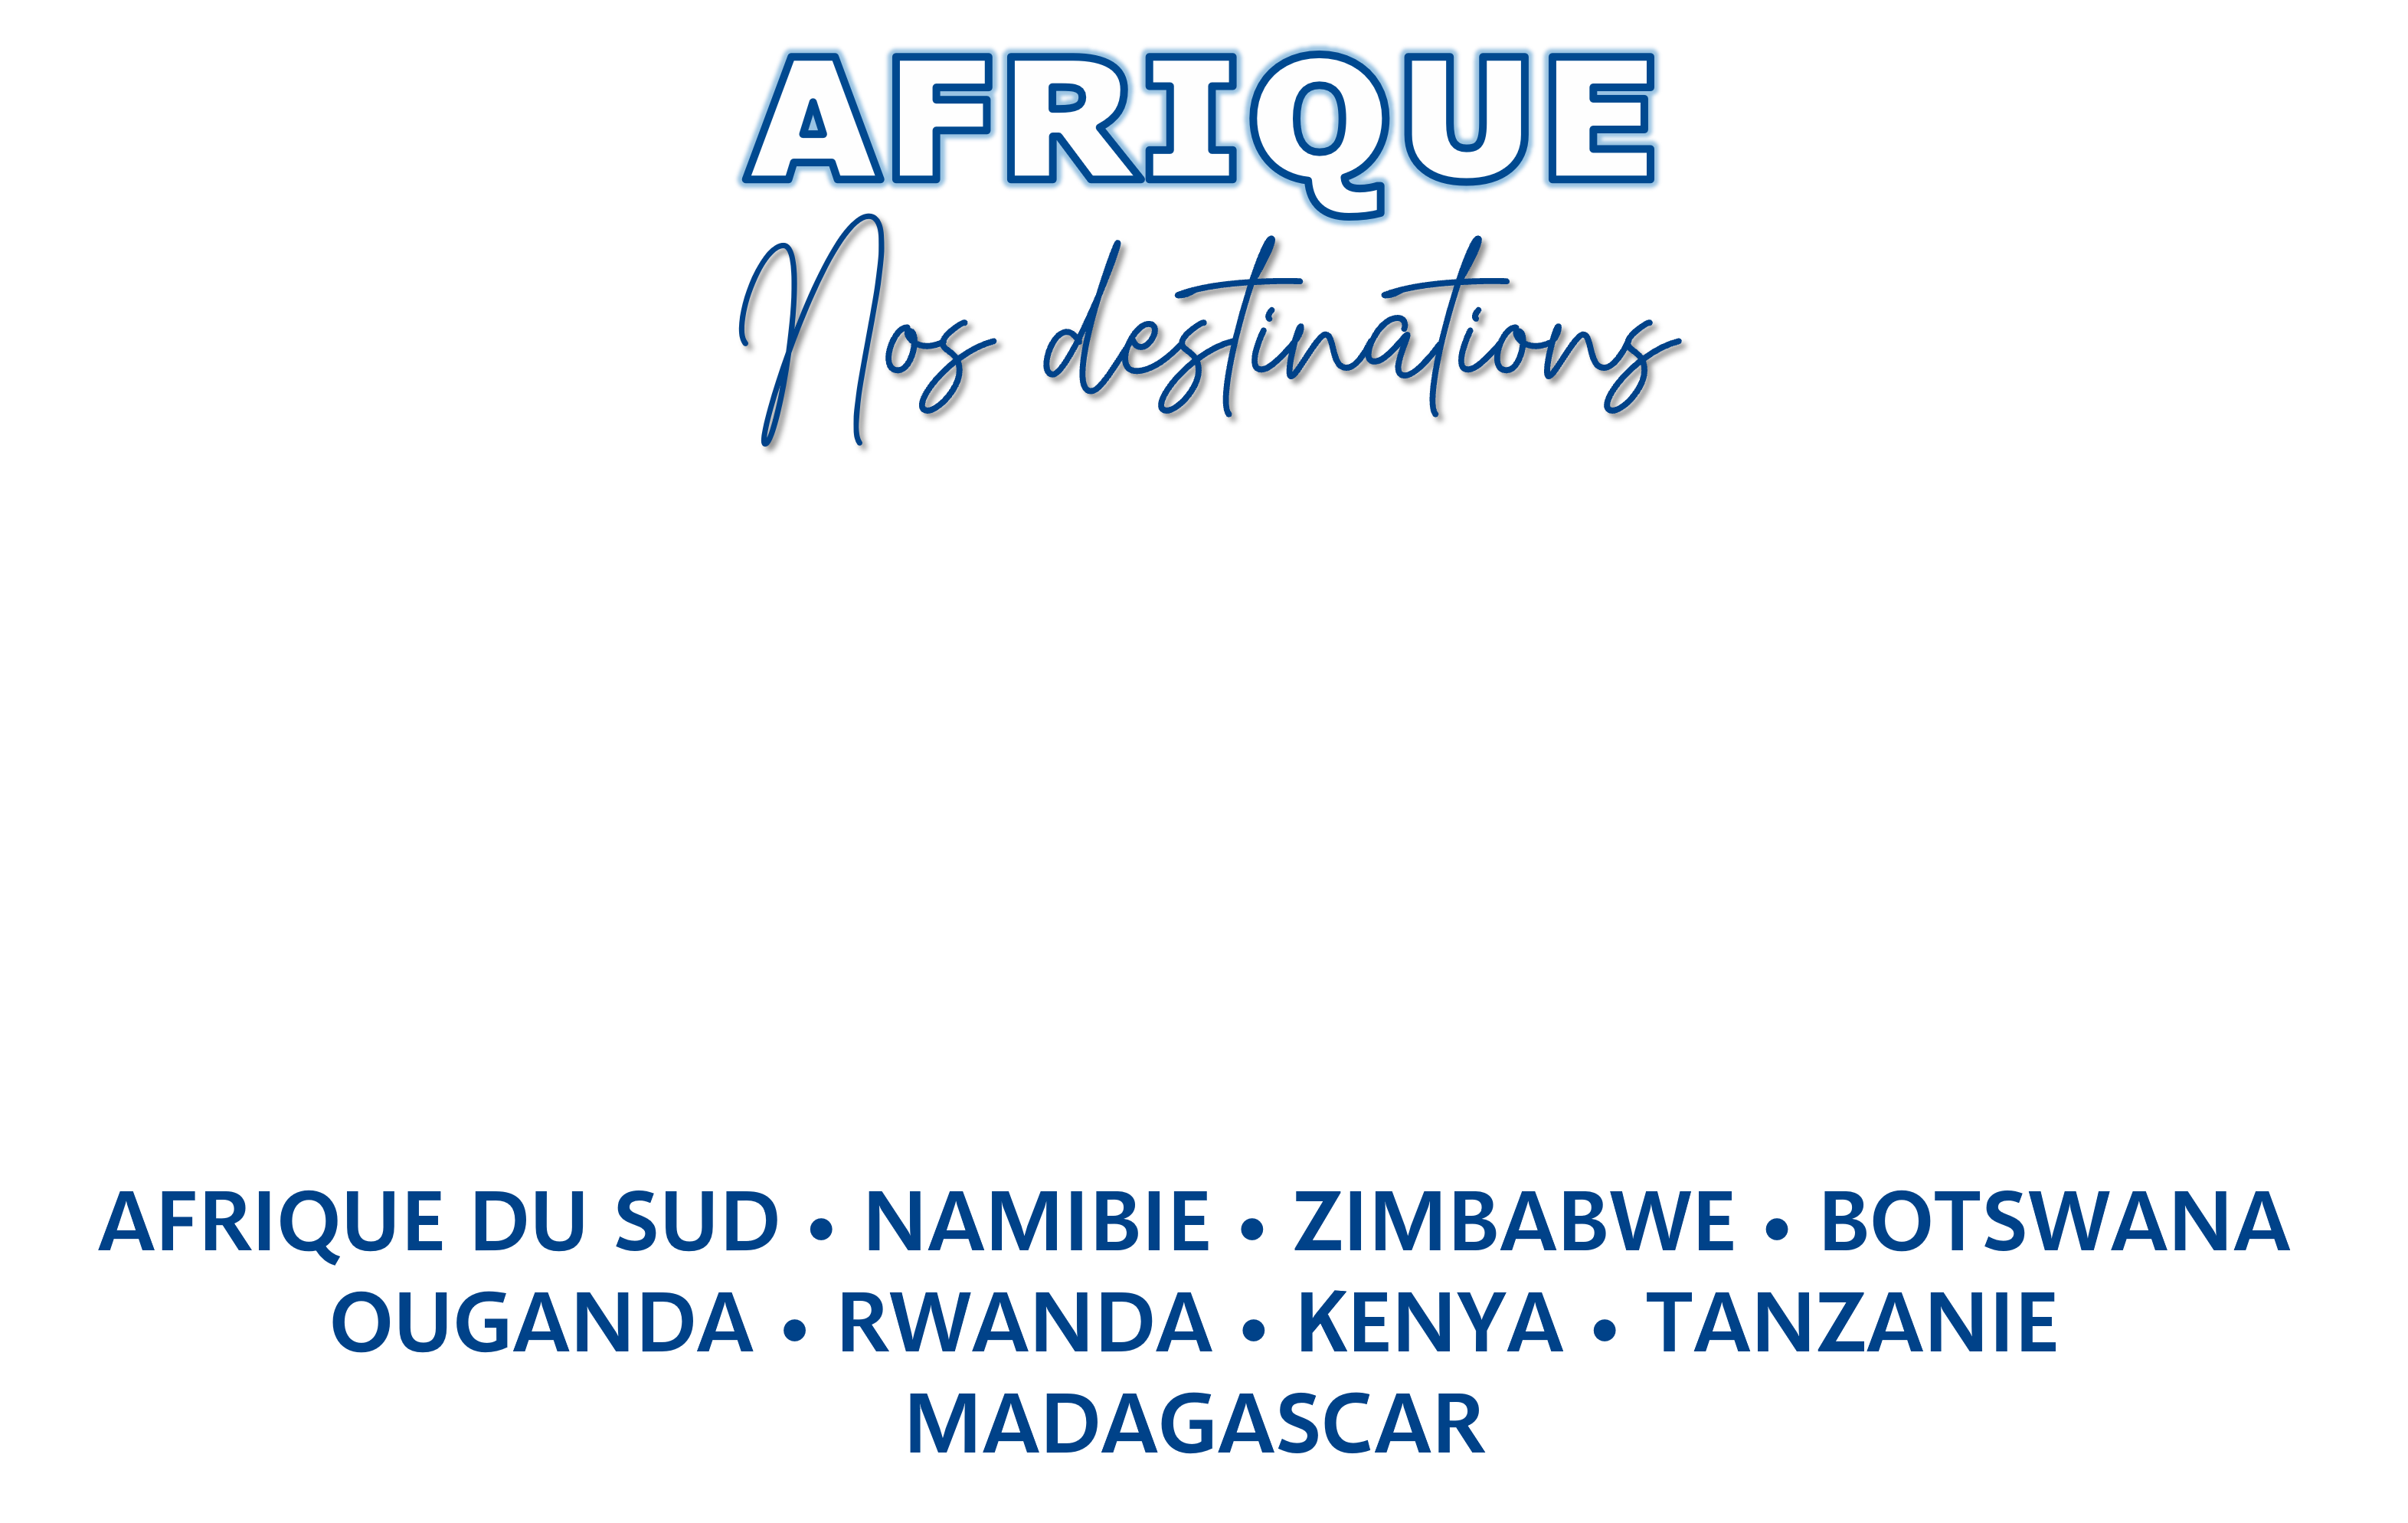 AFRIQUE
Nos destinations
AFRIQUE DU SUD • NAMIBIE • ZIMBABWE • BOTSWANA
OUGANDA • RWANDA • KENYA • TANZANIE
MADAGASCAR